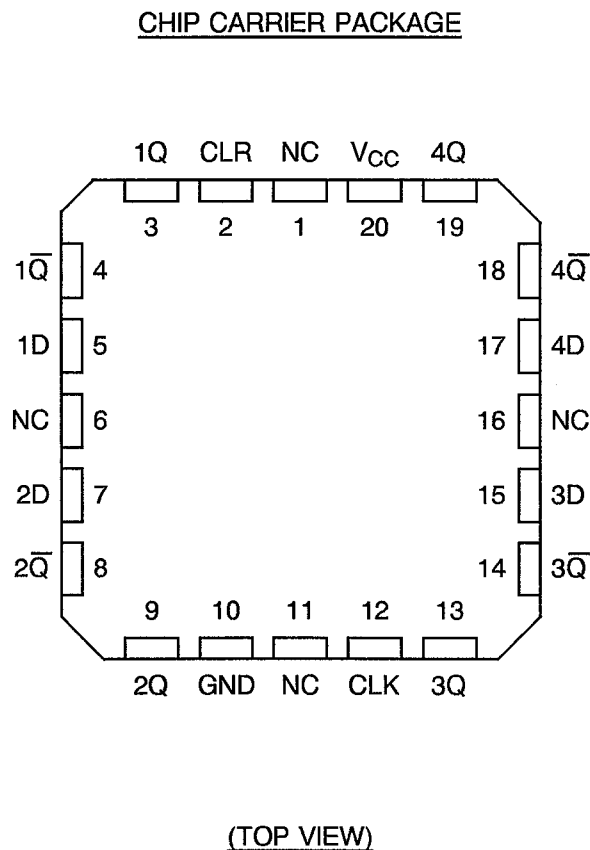 CHIP CARRIER PACKAGE
1Q CLR NC VCC 4Q
3 2 1 20 19
1Q̅ 4 18 4Q̅
1D 5 17 4D
NC 6 16 NC
2D 7 15 3D
2Q̅ 8 14 3Q̅
9 10 11 12 13
2Q GND NC CLK 3Q
(TOP VIEW)